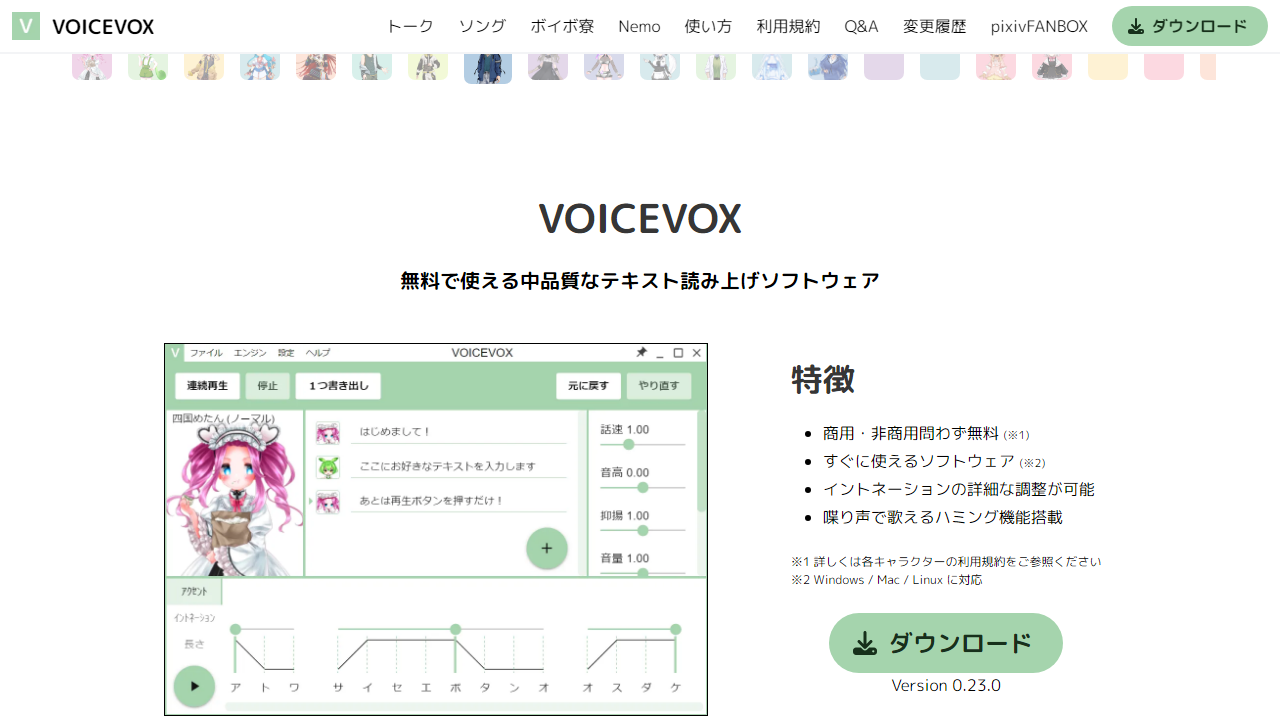 V VOICEVOX トーク ソング ボイボ寮 Nemo 使い方 利用規約 Q&A 変更履歴 pixivFANBOX ダウンロード
VOICEVOX
無料で使える中品質なテキスト読み上げソフトウェア
V ファイル エンジン 設定 ヘルプ VOICEVOX
連続再生 停止 1つ書き出し 元に戻す やり直す
四国めたん (ノーマル)
はじめまして！
ここにお好きなテキストを入力します
あとは再生ボタンを押すだけ！
話速 1.00
音高 0.00
抑揚 1.00
音量 1.00
ｱｸｾﾝﾄ
ｲﾝﾄﾈｰｼｮﾝ
長さ
ア ト ワ サ イ セ エ ボ タ ン オ オ ス ダ ケ
特徴
商用・非商用問わず無料 (※1)
すぐに使えるソフトウェア (※2)
イントネーションの詳細な調整が可能
喋り声で歌えるハミング機能搭載
※1 詳しくは各キャラクターの利用規約をご参照ください
※2 Windows / Mac / Linux に対応
ダウンロード
Version 0.23.0